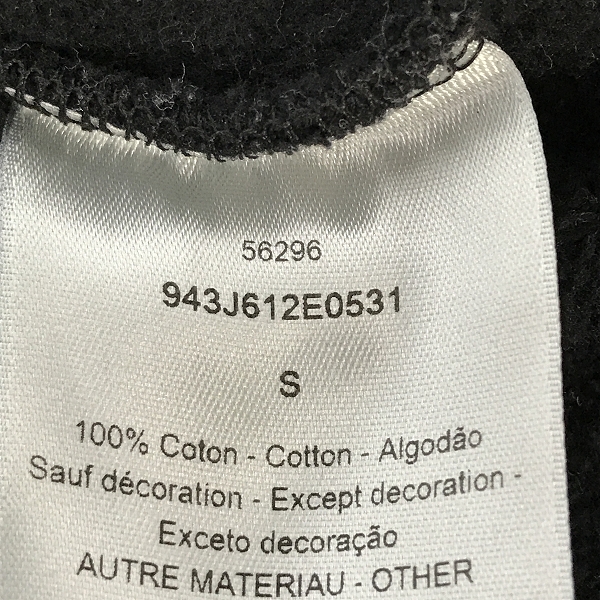 56296
943J612E0531
S
100% Coton - Cotton - Algodão
Sauf décoration - Except decoration -
Exceto decoração
AUTRE MATERIAU - OTHER